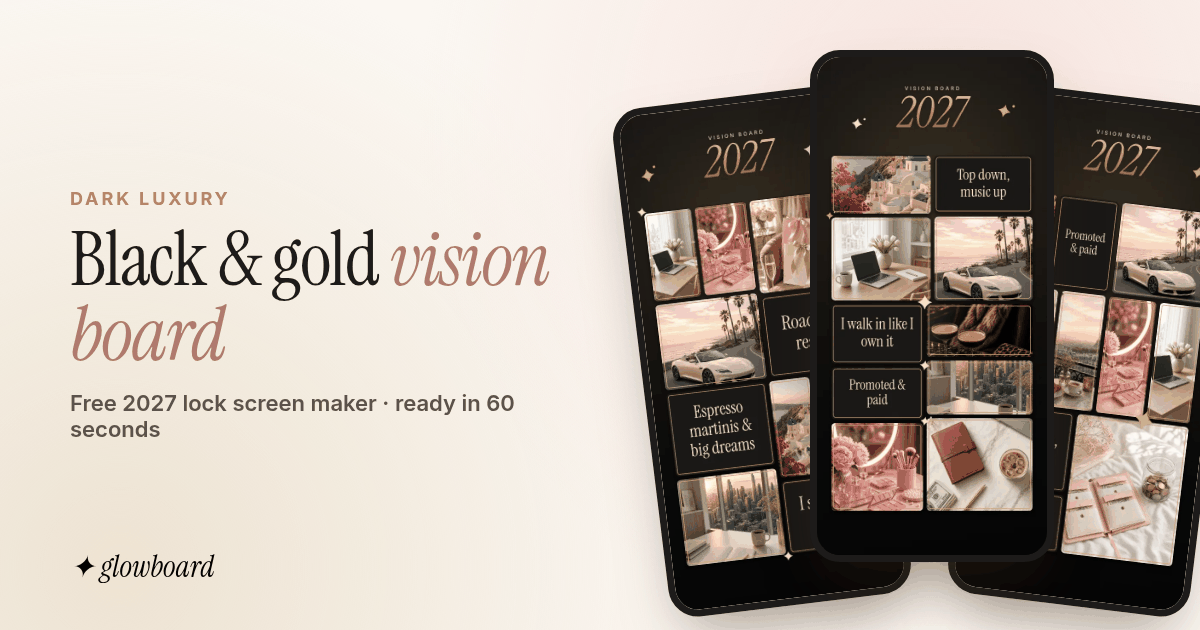 DARK LUXURY
Black & gold vision
board
Free 2027 lock screen maker · ready in 60
seconds
✦ glowboard
VISION BOARD
2027
Espresso
martinis &
big dreams
VISION BOARD
2027
Top down,
music up
I walk in like I
own it
Promoted &
paid
VISION BOARD
2027
Promoted
& paid